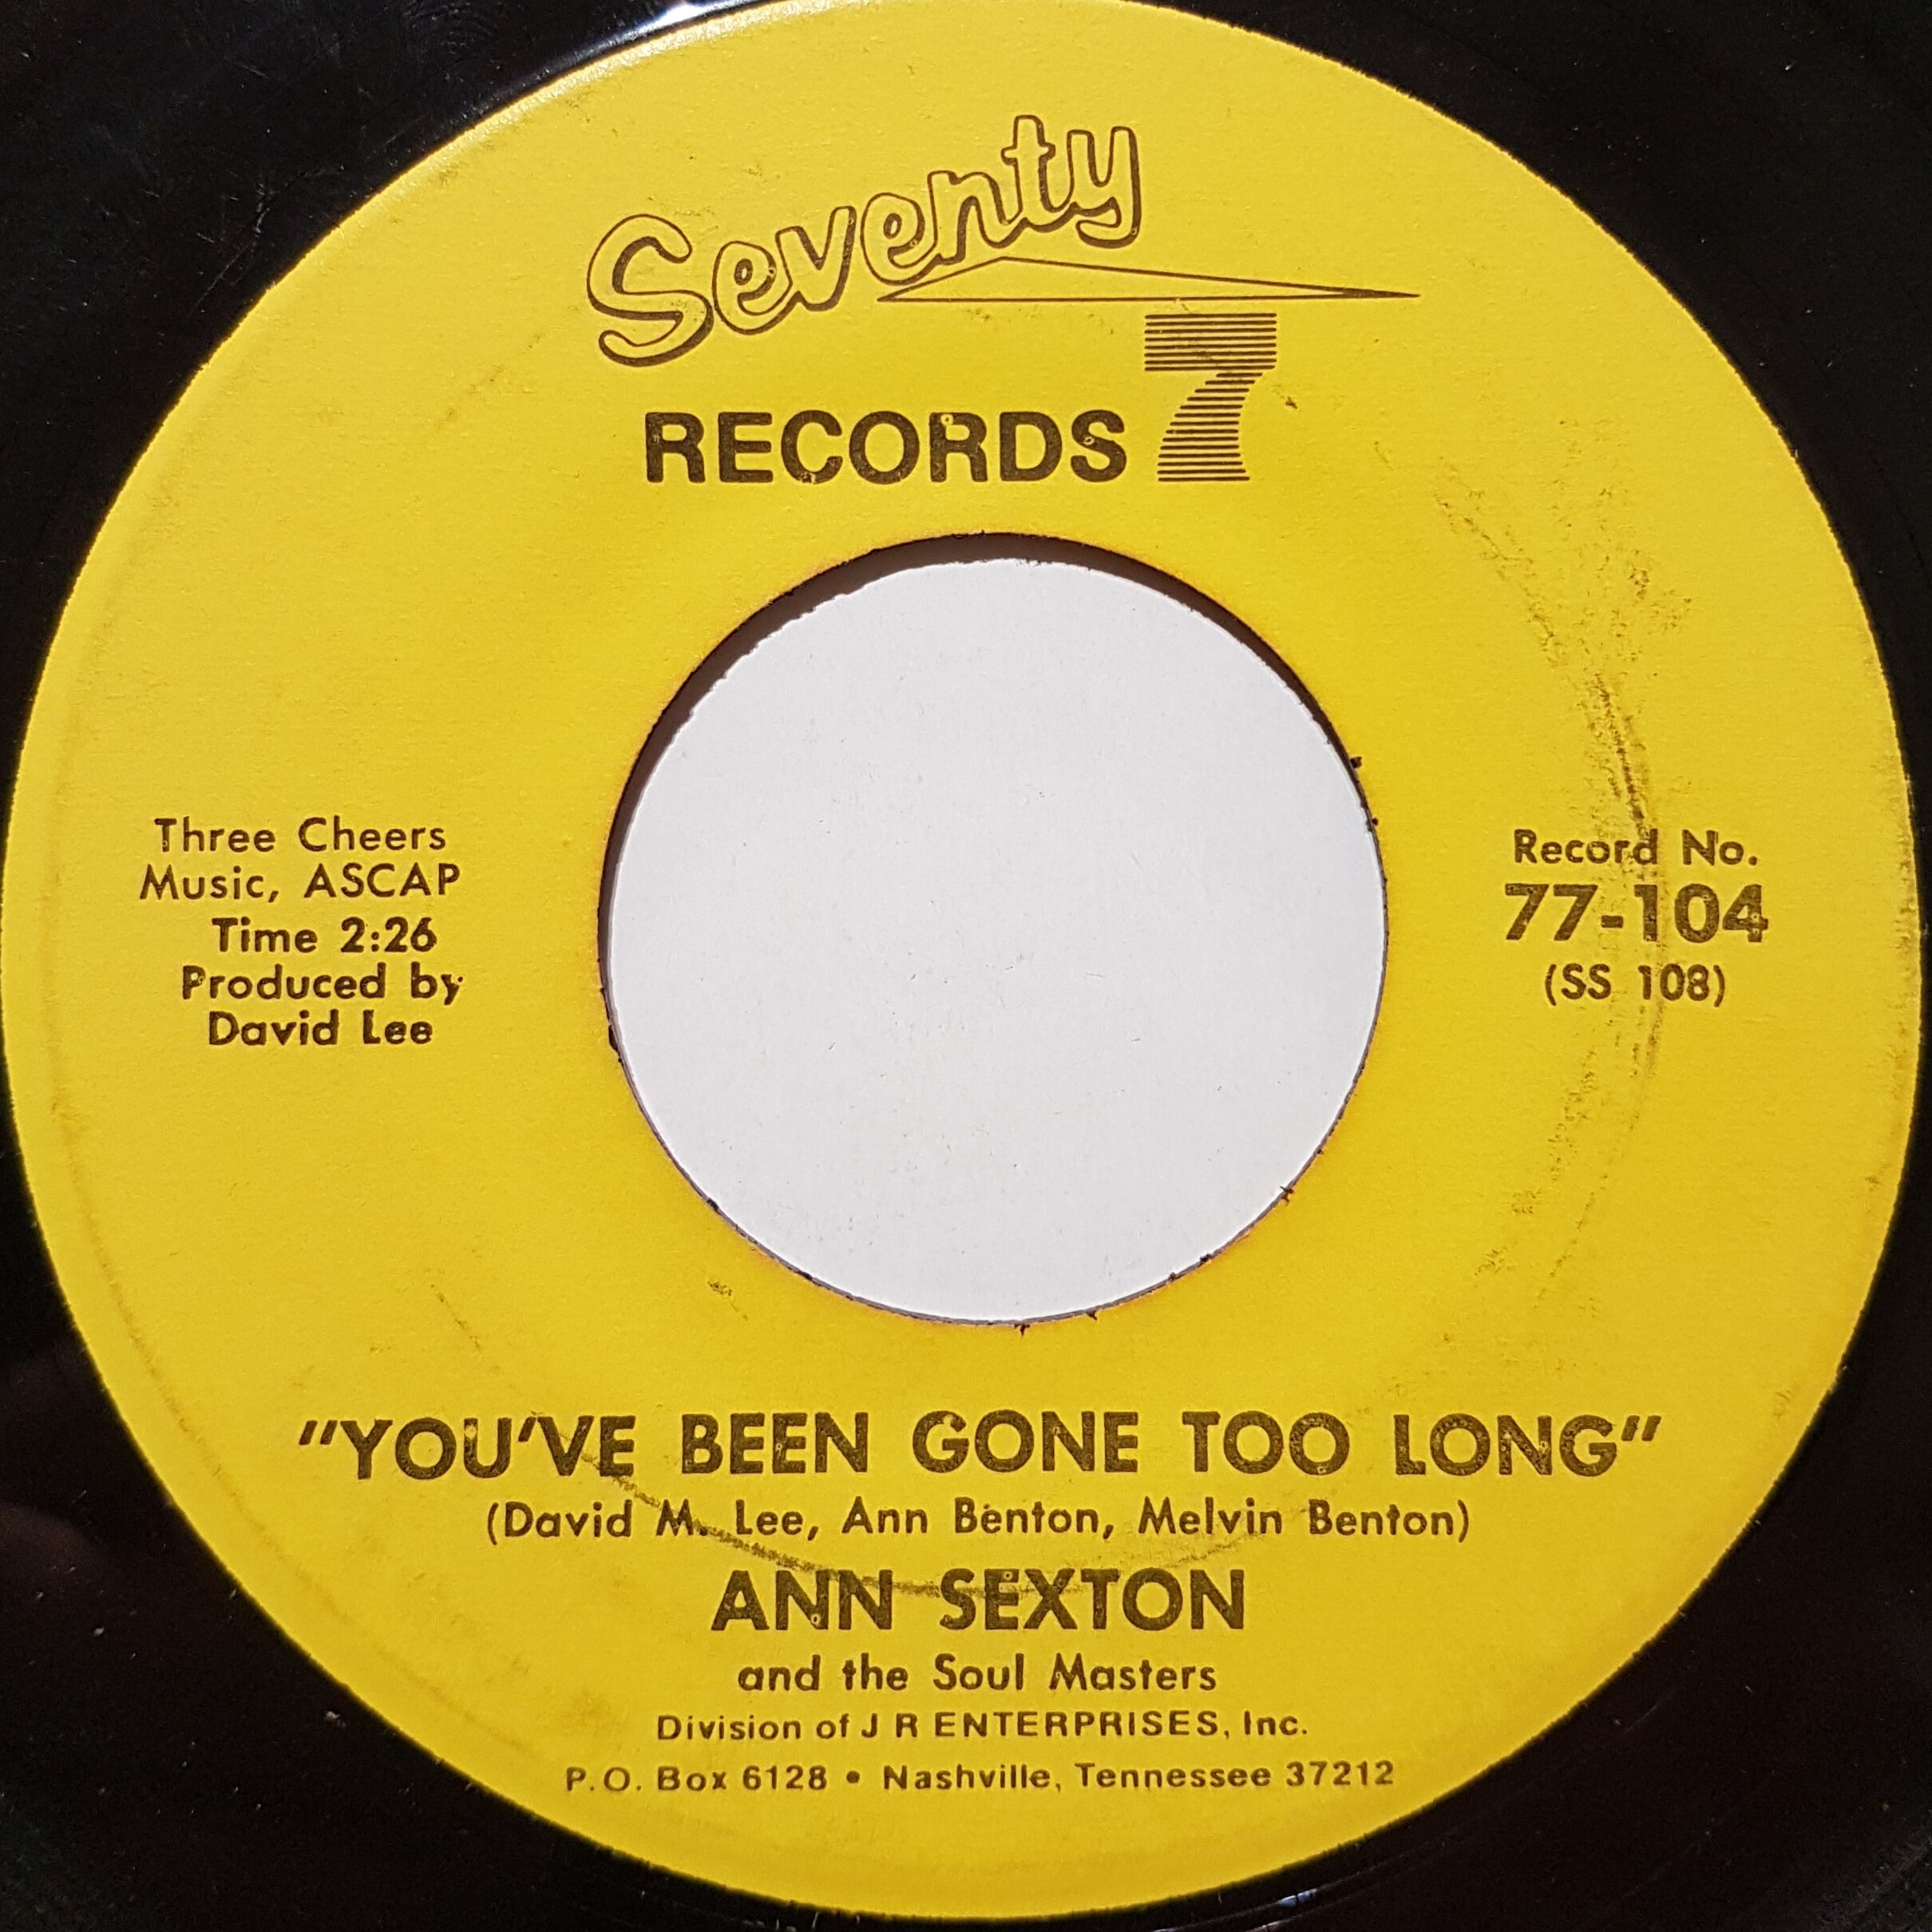 Seventy
7
RECORDS
Three Cheers
Music, ASCAP
Time 2:26
Produced by
David Lee
Record No.
77-104
(SS 108)
"YOU'VE BEEN GONE TOO LONG"
(David M. Lee, Ann Benton, Melvin Benton)
ANN SEXTON
and the Soul Masters
Division of J R ENTERPRISES, Inc.
P.O. Box 6128 • Nashville, Tennessee 37212